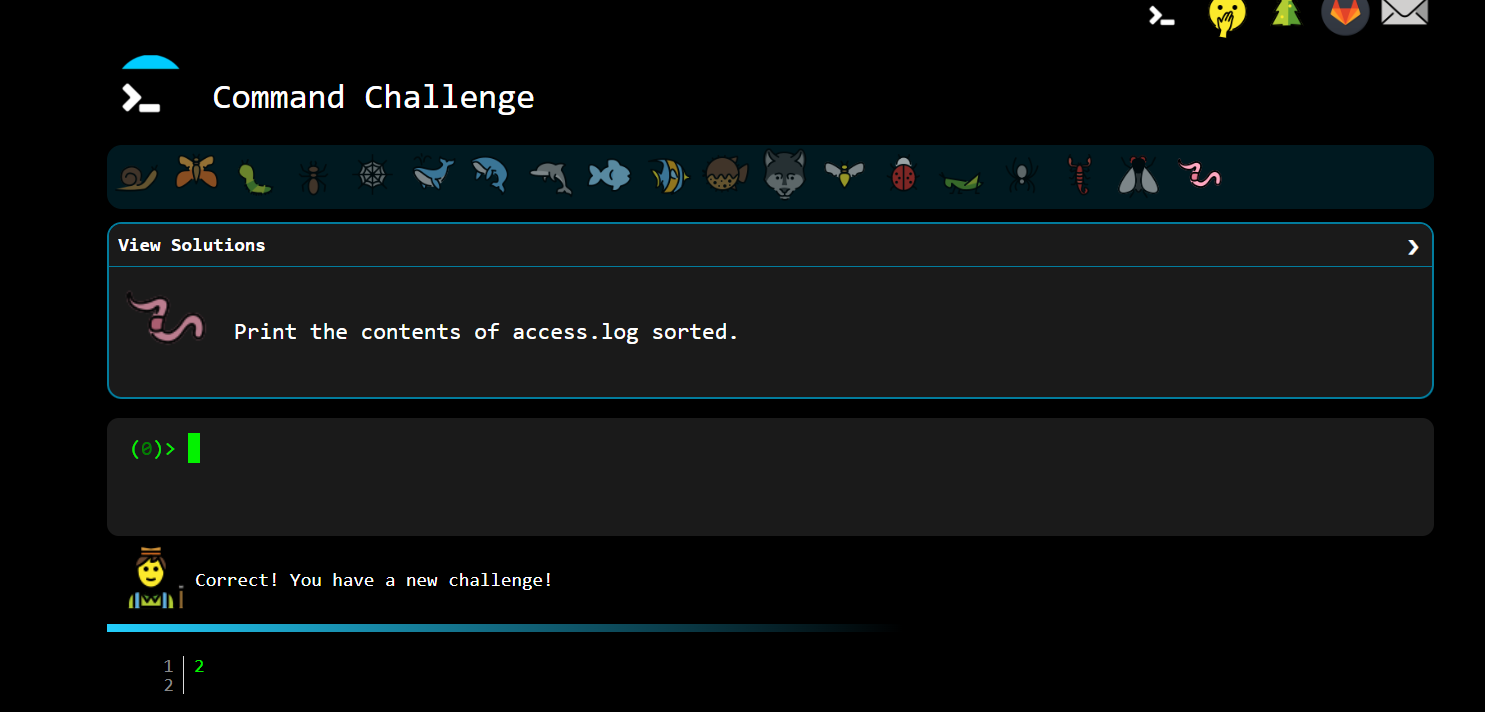 Command Challenge
View Solutions
Print the contents of access.log sorted.
(0)>
Correct! You have a new challenge!
1 2
2